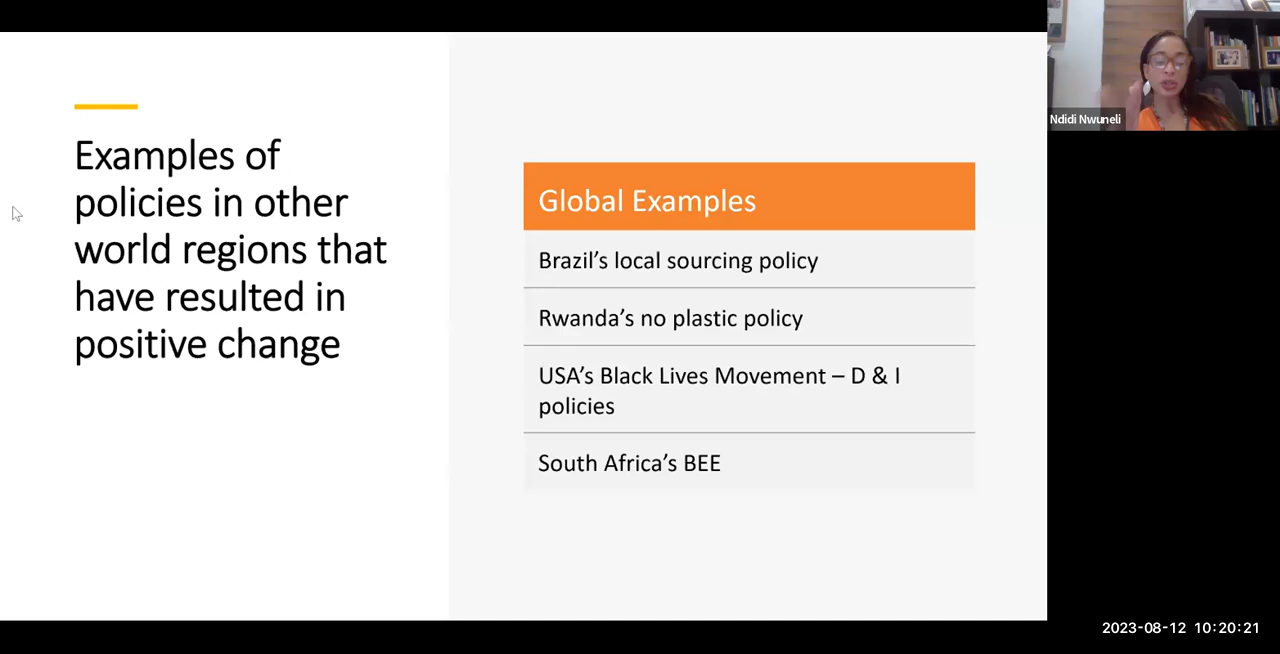 Examples of
policies in other
world regions that
have resulted in
positive change
Global Examples
Brazil’s local sourcing policy
Rwanda’s no plastic policy
USA’s Black Lives Movement – D & I
policies
South Africa’s BEE
Ndidi Nwuneli
2023-08-12 10:20:21